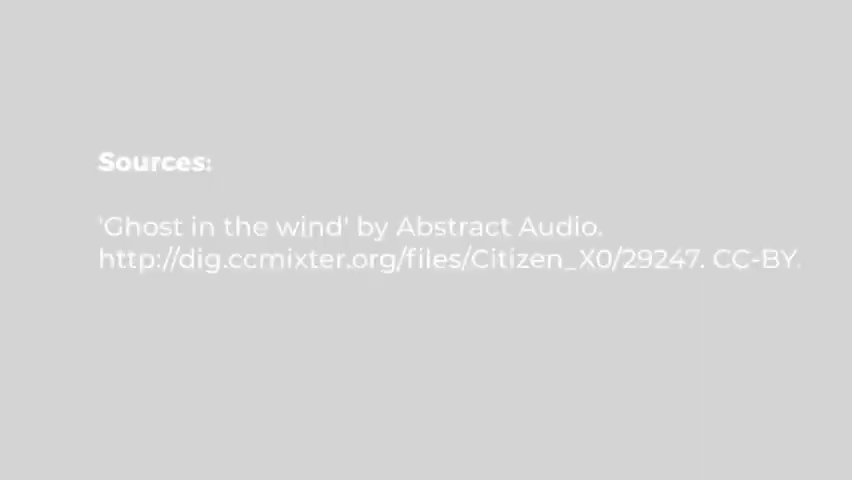 Sources:
'Ghost in the wind' by Abstract Audio.
http://dig.ccmixter.org/files/Citizen_X0/29247. CC-BY.